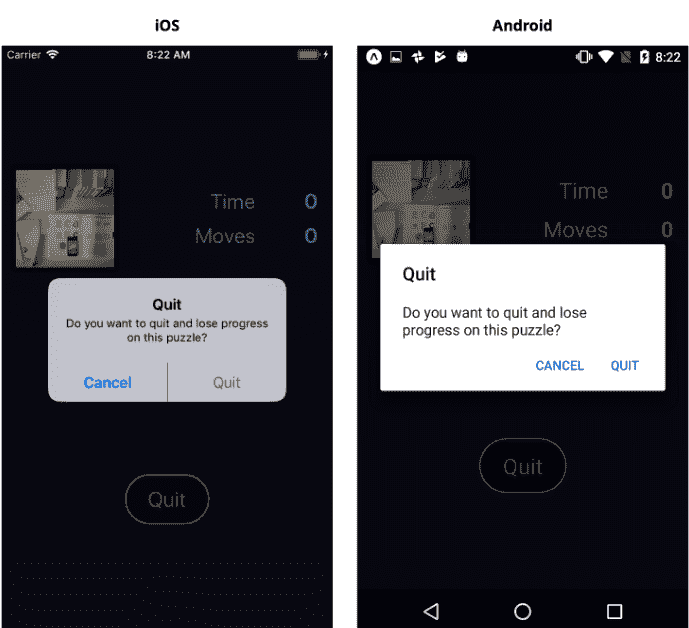 iOS
Carrier 8:22 AM
Time 0
Moves 0
Quit
Do you want to quit and lose progress
on this puzzle?
Cancel Quit
Quit
Android
8:22
Time 0
Moves 0
Quit
Do you want to quit and lose
progress on this puzzle?
CANCEL QUIT
Quit